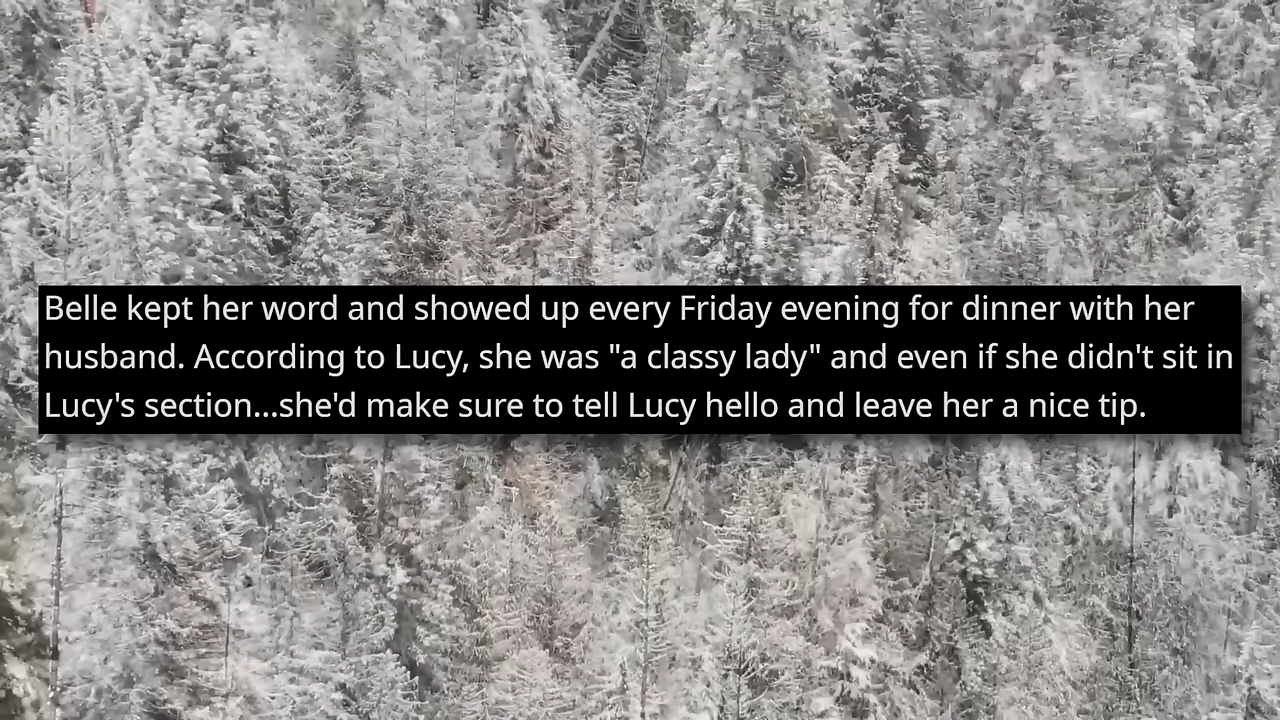 Belle kept her word and showed up every Friday evening for dinner with her
husband. According to Lucy, she was "a classy lady" and even if she didn't sit in
Lucy's section...she'd make sure to tell Lucy hello and leave her a nice tip.